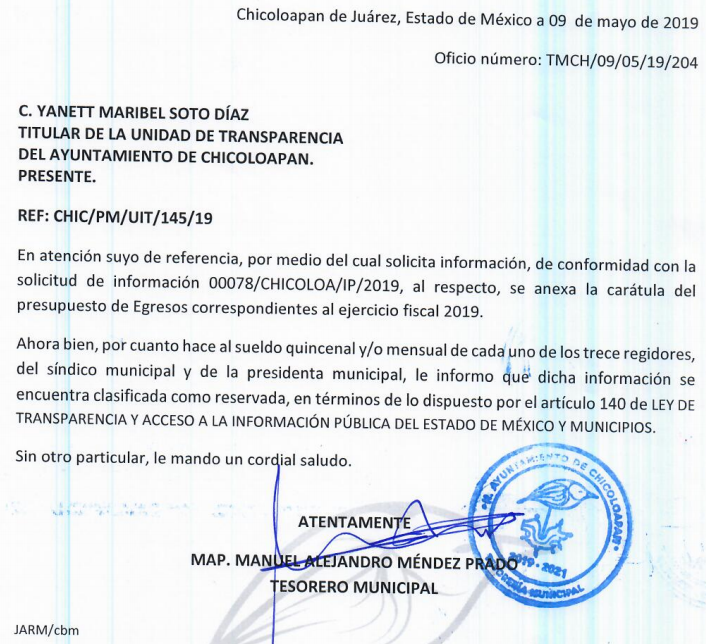 Chicoloapan de Juárez, Estado de México a 09 de mayo de 2019
Oficio número: TMCH/09/05/19/204
C. YANETT MARIBEL SOTO DÍAZ
TITULAR DE LA UNIDAD DE TRANSPARENCIA
DEL AYUNTAMIENTO DE CHICOLOAPAN.
PRESENTE.
REF: CHIC/PM/UIT/145/19
En atención suyo de referencia, por medio del cual solicita información, de conformidad con la
solicitud de información 00078/CHICOLOA/IP/2019, al respecto, se anexa la carátula del
presupuesto de Egresos correspondientes al ejercicio fiscal 2019.
Ahora bien, por cuanto hace al sueldo quincenal y/o mensual de cada uno de los trece regidores,
del síndico municipal y de la presidenta municipal, le informo que dicha información se
encuentra clasificada como reservada, en términos de lo dispuesto por el artículo 140 de LEY DE
TRANSPARENCIA Y ACCESO A LA INFORMACIÓN PÚBLICA DEL ESTADO DE MÉXICO Y MUNICIPIOS.
Sin otro particular, le mando un cordial saludo.
ATENTAMENTE
MAP. MANUEL ALEJANDRO MÉNDEZ PRADO
TESORERO MUNICIPAL
H. AYUNTAMIENTO DE CHICOLOAPAN
2019 - 2021
MUNICIPAL
JARM/cbm